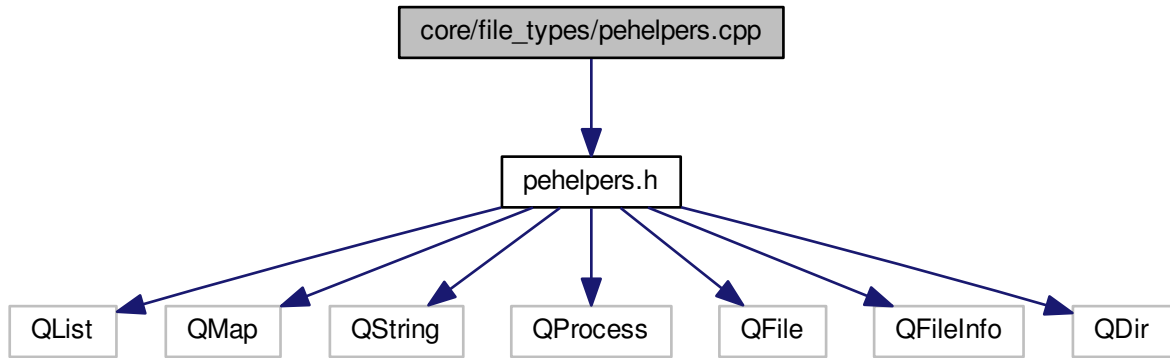 core/file_types/pehelpers.cpp
pehelpers.h
QList QMap QString QProcess QFile QFileInfo QDir